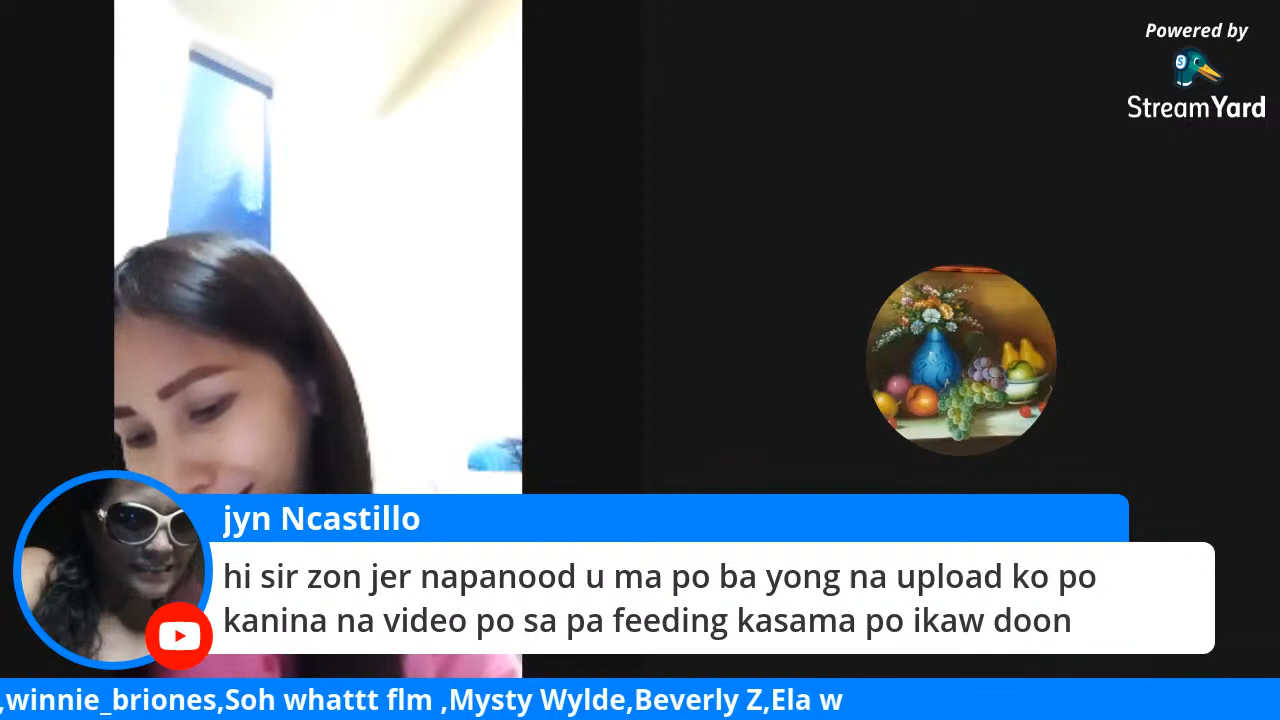 Powered by
StreamYard
jyn Ncastillo
hi sir zon jer napanood u ma po ba yong na upload ko po
kanina na video po sa pa feeding kasama po ikaw doon
,winnie_briones,Soh whattt flm ,Mysty Wylde,Beverly Z,Ela w